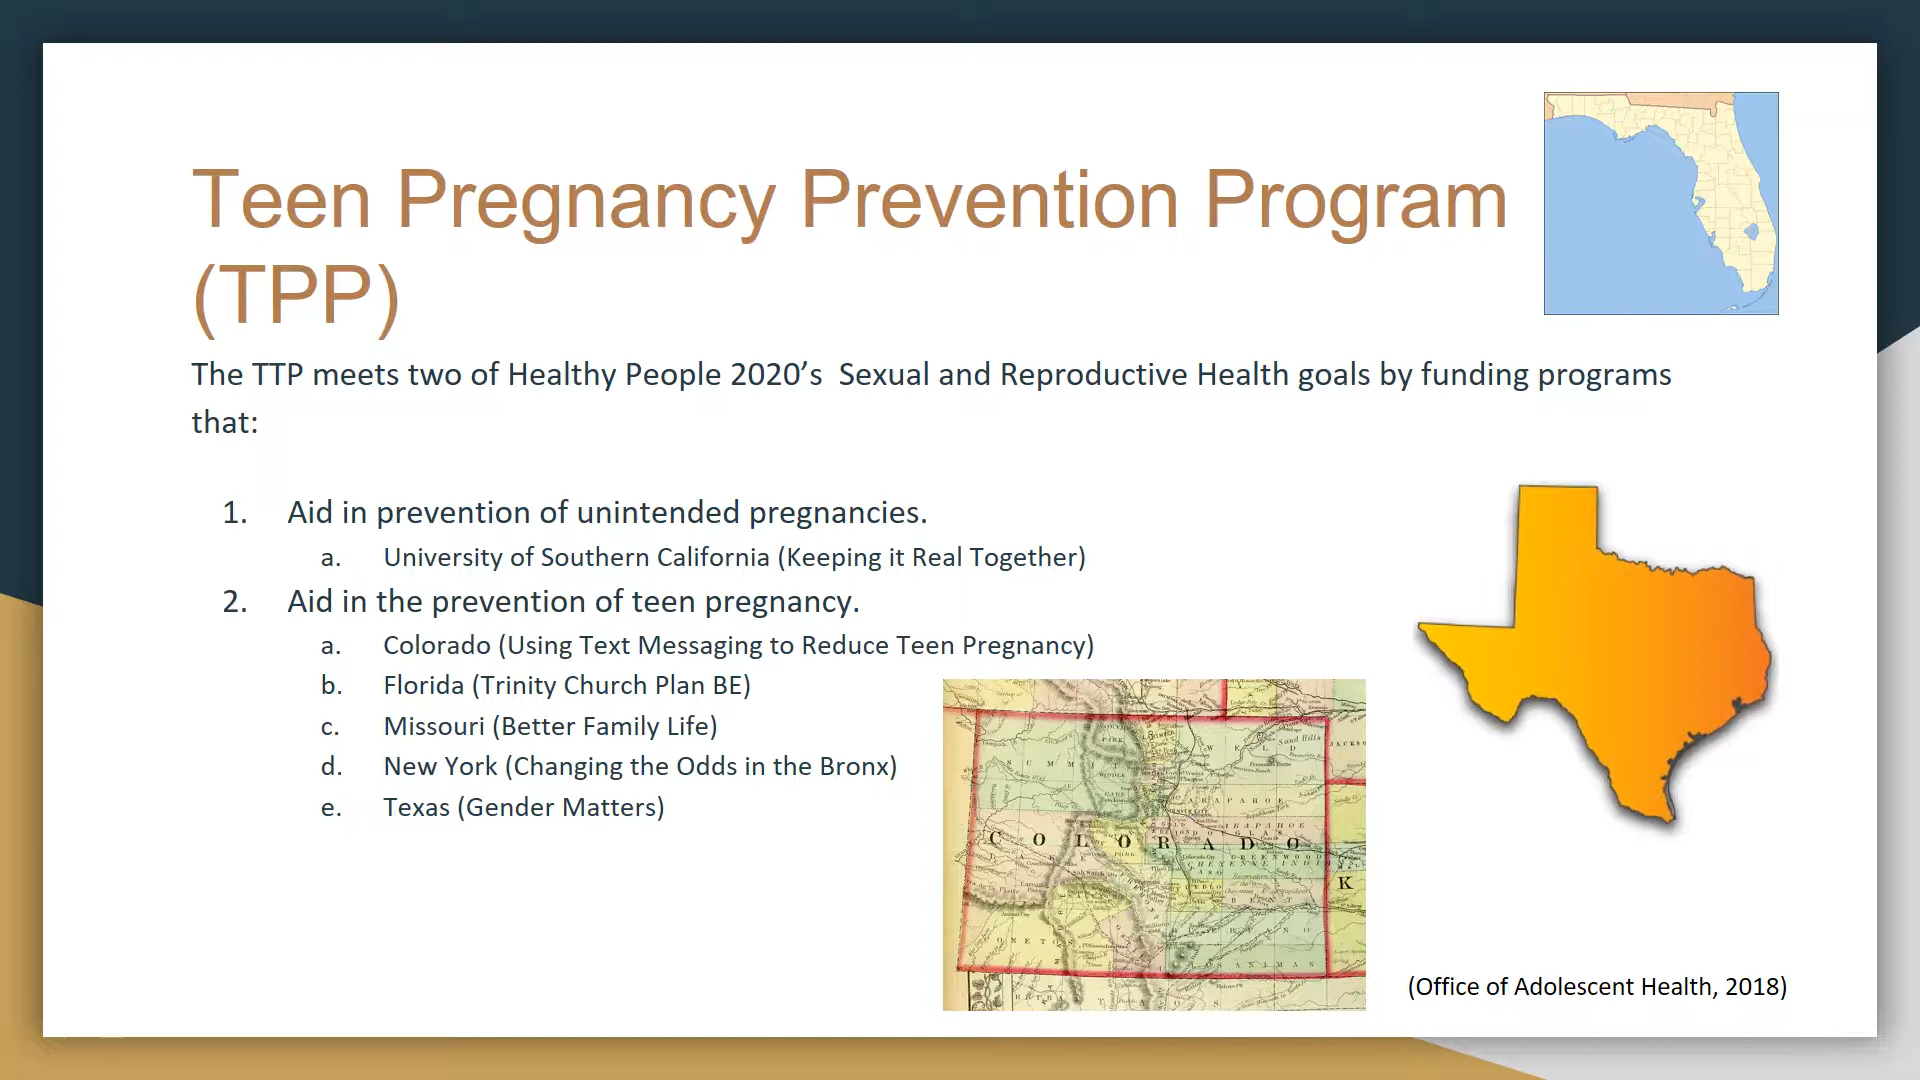 Teen Pregnancy Prevention Program
(TPP)
The TTP meets two of Healthy People 2020’s  Sexual and Reproductive Health goals by funding programs
that:
1. Aid in prevention of unintended pregnancies.
a. University of Southern California (Keeping it Real Together)
2. Aid in the prevention of teen pregnancy.
a. Colorado (Using Text Messaging to Reduce Teen Pregnancy)
b. Florida (Trinity Church Plan BE)
c. Missouri (Better Family Life)
d. New York (Changing the Odds in the Bronx)
e. Texas (Gender Matters)
COLORADO
K
(Office of Adolescent Health, 2018)